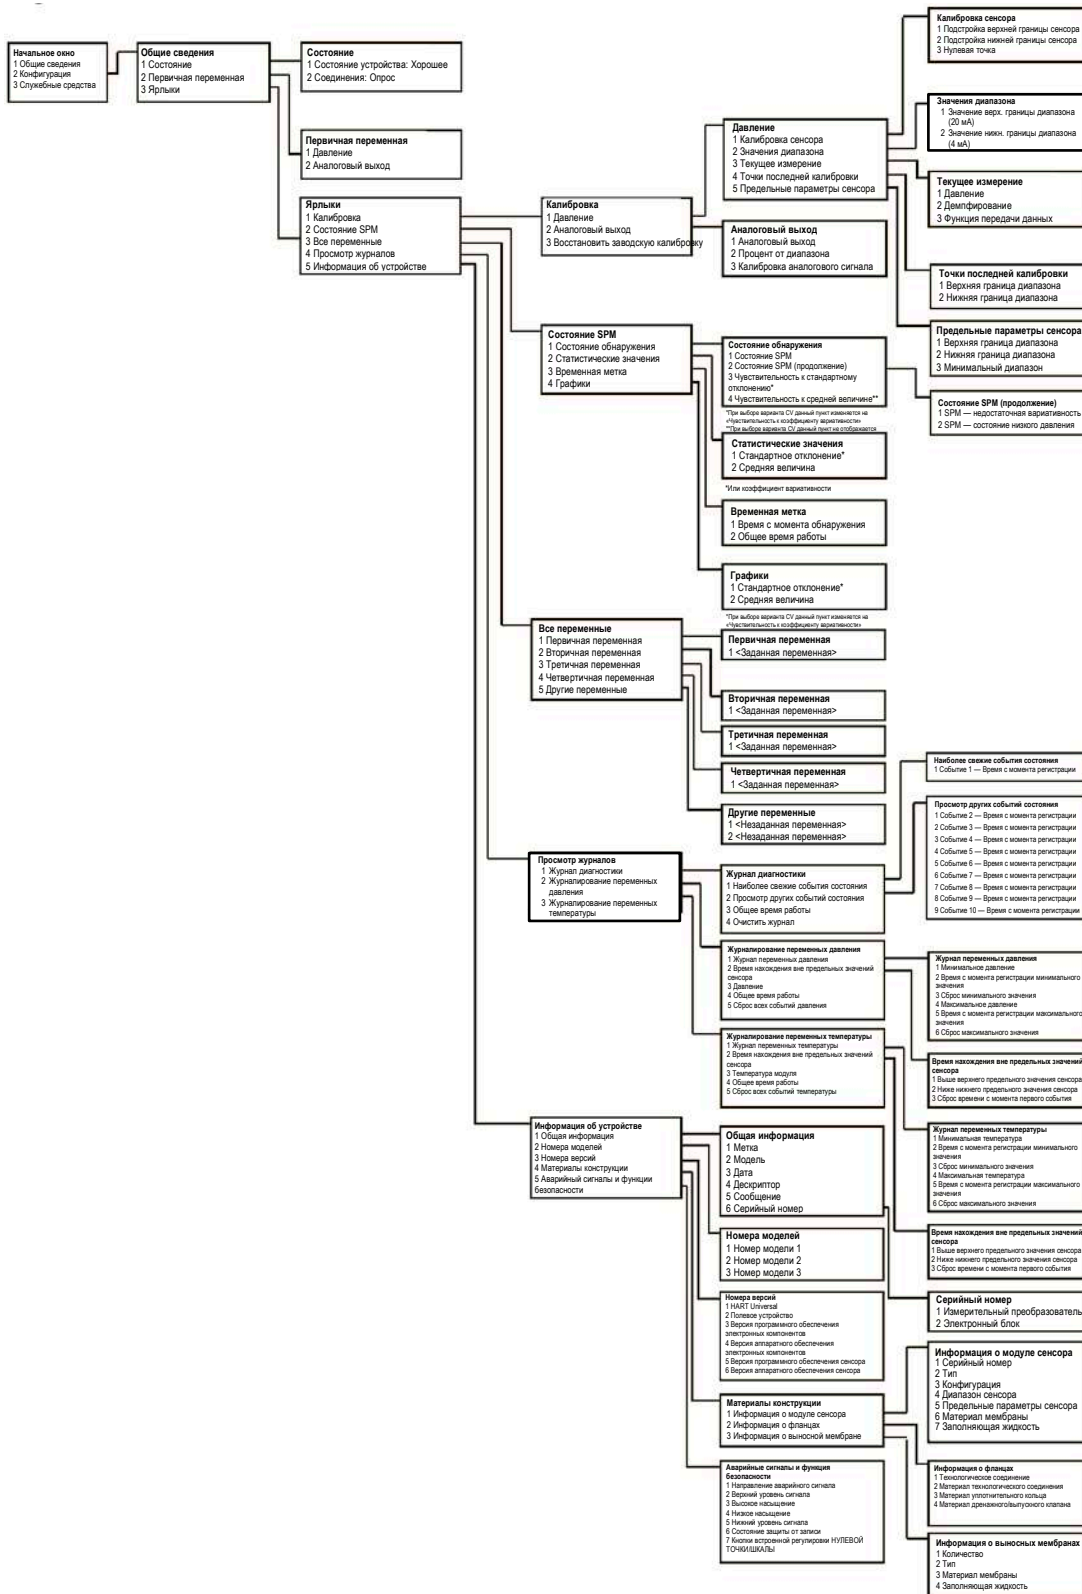 Начальное окно
1 Общие сведения
2 Конфигурация
3 Служебные средства
Общие сведения
1 Состояние
2 Первичная переменная
3 Ярлыки
Состояние
1 Состояние устройства: Хорошее
2 Соединения: Опрос
Первичная переменная
1 Давление
2 Аналоговый выход
Ярлыки
1 Калибровка
2 Состояние SPM
3 Все переменные
4 Просмотр журналов
5 Информация об устройстве
Калибровка
1 Давление
2 Аналоговый выход
3 Восстановить заводскую калибровку
Давление
1 Калибровка сенсора
2 Значения диапазона
3 Текущее измерение
4 Точки последней калибровки
5 Предельные параметры сенсора
Аналоговый выход
1 Аналоговый выход
2 Процент от диапазона
3 Калибровка аналогового сигнала
Калибровка сенсора
1 Подстройка верхней границы сенсора
2 Подстройка нижней границы сенсора
3 Нулевая точка
Значения диапазона
1 Значение верх. границы диапазона
(20 мА)
2 Значение нижн. границы диапазона
(4 мА)
Текущее измерение
1 Давление
2 Демпфирование
3 Функция передачи данных
Точки последней калибровки
1 Верхняя граница диапазона
2 Нижняя граница диапазона
Предельные параметры сенсора
1 Верхняя граница диапазона
2 Нижняя граница диапазона
3 Минимальный диапазон
Состояние SPM
1 Состояние обнаружения
2 Статистические значения
3 Временная метка
4 Графики
Состояние обнаружения
1 Состояние SPM
2 Состояние SPM (продолжение)
3 Чувствительность к стандартному
отклонению*
4 Чувствительность к средней величине**
*При выборе варианта CV данный пункт изменяется на
«Чувствительность к коэффициенту вариативности»
**При выборе варианта CV данный пункт не отображается
Состояние SPM (продолжение)
1 SPM — недостаточная вариативность
2 SPM — состояние низкого давления
Статистические значения
1 Стандартное отклонение*
2 Средняя величина
*Или коэффициент вариативности
Временная метка
1 Время с момента обнаружения
2 Общее время работы
Графики
1 Стандартное отклонение*
2 Средняя величина
*При выборе варианта CV данный пункт изменяется на
«Чувствительность к коэффициенту вариативности»
Все переменные
1 Первичная переменная
2 Вторичная переменная
3 Третичная переменная
4 Четвертичная переменная
5 Другие переменные
Первичная переменная
1 <Заданная переменная>
Вторичная переменная
1 <Заданная переменная>
Третичная переменная
1 <Заданная переменная>
Четвертичная переменная
1 <Заданная переменная>
Другие переменные
1 <Незаданная переменная>
2 <Незаданная переменная>
Просмотр журналов
1 Журнал диагностики
2 Журналирование переменных
давления
3 Журналирование переменных
температуры
Журнал диагностики
1 Наиболее свежие события состояния
2 Просмотр других событий состояния
3 Общее время работы
4 Очистить журнал
Наиболее свежие события состояния
1 Событие 1 — Время с момента регистрации
Просмотр других событий состояния
1 Событие 2 — Время с момента регистрации
2 Событие 3 — Время с момента регистрации
3 Событие 4 — Время с момента регистрации
4 Событие 5 — Время с момента регистрации
5 Событие 6 — Время с момента регистрации
6 Событие 7 — Время с момента регистрации
7 Событие 8 — Время с момента регистрации
8 Событие 9 — Время с момента регистрации
9 Событие 10 — Время с момента регистрации
Журналирование переменных давления
1 Журнал переменных давления
2 Время нахождения вне предельных значений
сенсора
3 Давление
4 Общее время работы
5 Сброс всех событий давления
Журнал переменных давления
1 Минимальное давление
2 Время с момента регистрации минимального
значения
3 Сброс минимального значения
4 Максимальное давление
5 Время с момента регистрации максимального
значения
6 Сброс максимального значения
Время нахождения вне предельных значений
сенсора
1 Выше верхнего предельного значения сенсора
2 Ниже нижнего предельного значения сенсора
3 Сброс времени с момента первого события
Журналирование переменных температуры
1 Журнал переменных температуры
2 Время нахождения вне предельных значений
сенсора
3 Температура модуля
4 Общее время работы
5 Сброс всех событий температуры
Журнал переменных температуры
1 Минимальная температура
2 Время с момента регистрации минимального
значения
3 Сброс минимального значения
4 Максимальная температура
5 Время с момента регистрации максимального
значения
6 Сброс максимального значения
Время нахождения вне предельных значений
сенсора
1 Выше верхнего предельного значения сенсора
2 Ниже нижнего предельного значения сенсора
3 Сброс времени с момента первого события
Информация об устройстве
1 Общая информация
2 Номера моделей
3 Номера версий
4 Материалы конструкции
5 Аварийный сигналы и функции
безопасности
Общая информация
1 Метка
2 Модель
3 Дата
4 Дескриптор
5 Сообщение
6 Серийный номер
Номера моделей
1 Номер модели 1
2 Номер модели 2
3 Номер модели 3
Номера версий
1 HART Universal
2 Полевое устройство
3 Версия программного обеспечения
электронных компонентов
4 Версия аппаратного обеспечения
электронных компонентов
5 Версия программного обеспечения сенсора
6 Версия аппаратного обеспечения сенсора
Серийный номер
1 Измерительный преобразователь
2 Электронный блок
Материалы конструкции
1 Информация о модуле сенсора
2 Информация о фланцах
3 Информация о выносной мембране
Информация о модуле сенсора
1 Серийный номер
2 Тип
3 Конфигурация
4 Диапазон сенсора
5 Предельные параметры сенсора
6 Материал мембраны
7 Заполняющая жидкость
Информация о фланцах
1 Технологическое соединение
2 Материал технологического соединения
3 Материал уплотнительного кольца
4 Материал дренажного/выпускного клапана
Аварийные сигналы и функция
безопасности
1 Направление аварийного сигнала
2 Верхний уровень сигнала
3 Высокое насыщение
4 Низкое насыщение
5 Нижний уровень сигнала
6 Состояние защиты от записи
7 Кнопки встроенной регулировки НУЛЕВОЙ
ТОЧКИ/ШКАЛЫ
Информация о выносных мембранах
1 Количество
2 Тип
3 Материал мембраны
4 Заполняющая жидкость